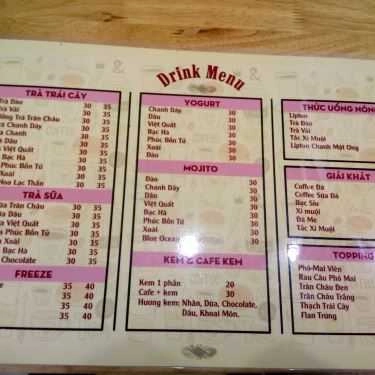 &
Drink Menu
TRÀ TRÁI CÂY
Trà Đào 30 35
Trà Vải 30 35
Hồng Trà Trân Châu 30 35
Chanh Dây 30 35
Chanh 30 35
Việt Quất 30 35
Bạc Hà 30 35
Phúc Bồn Tử 30 35
Xoài 30 35
Hoa Lạc Thần 30 35
TRÀ SỮA
Trân Châu 30 35
Dâu 30 35
Việt Quất 30 35
Phúc Bồn Tử 30 35
Xoài 30 35
Bạc Hà 30 35
Chocolate 30 35
FREEZE
35 40
35 40
35 40
YOGURT
Chanh Dây 30
Dâu 30
Việt Quất 30
Bạc Hà 30
Phúc Bồn Tử 30
Xoài 30
Đào 30
MOJITO
Đào 30
Chanh Dây 30
Dâu 30
Việt Quất 30
Bạc Hà 30
Phúc Bồn Tử 30
Xoài 30
Blue Ocean 30
KEM & CAFE KEM
Kem 1 phần 20
Cafe + kem 30
Hương kem: Nhãn, Dừa, Chocolate,
Dâu, Khoai Môn.
THỨC UỐNG NÓNG
Lipton
Trà Đào
Trà Vải
Tắc Xí Muội
Lipton Chanh Mật Ong
GIẢI KHÁT
Coffee Đá
Coffee Sữa Đá
Bạc Sỉu
Xí muội
Đá Me
Tắc Xí Muội
TOPPING
Phô-Mai Viên
Rau Câu Phô Mai
Trân Châu Đen
Trân Châu Trắng
Thạch Trái Cây
Flan Trứng